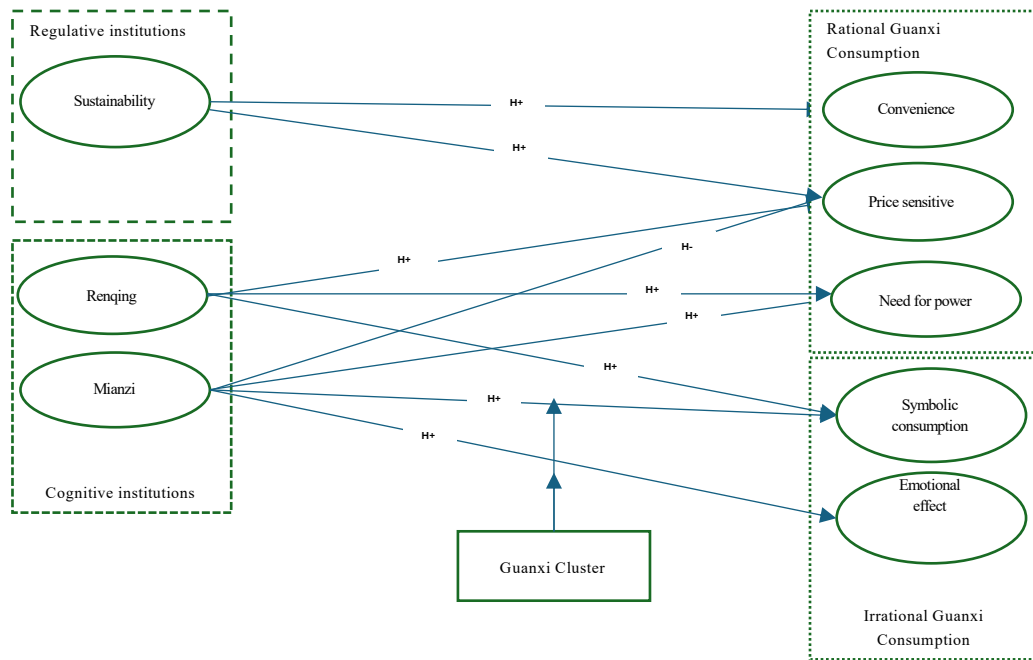 Regulative institutions
Sustainability
Rational Guanxi
Consumption
Convenience
H+
H+
Price sensitive
H-
H+
Renqing
H+
Need for power
H+
H+
Mianzi
H+
Symbolic
consumption
H+
Emotional
effect
Cognitive institutions
Guanxi Cluster
Irrational Guanxi
Consumption